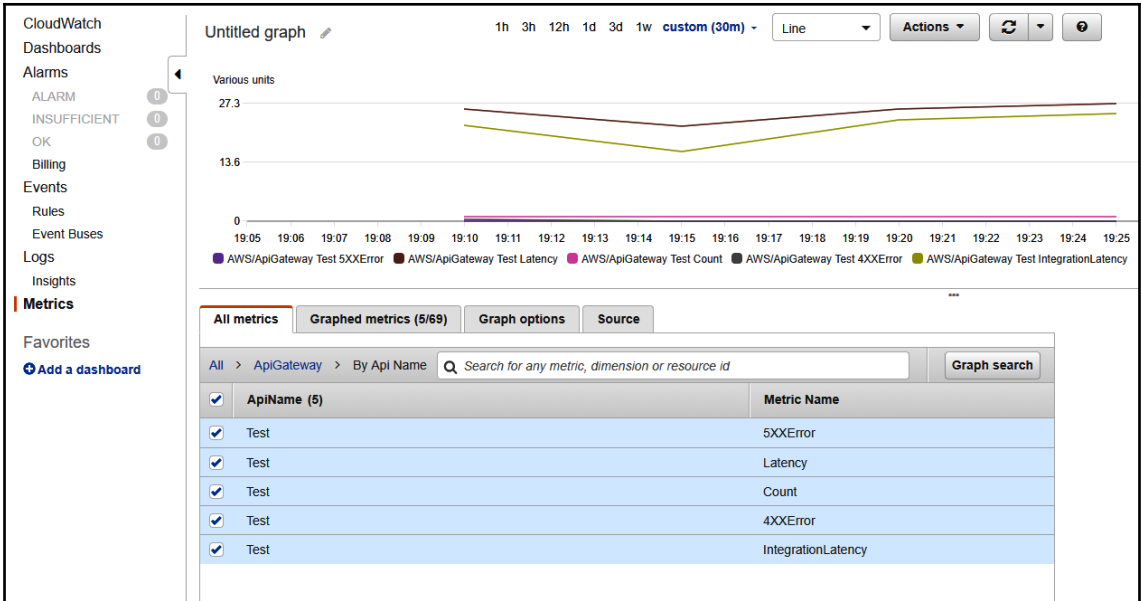 CloudWatch
Dashboards
Alarms
ALARM 0
INSUFFICIENT 0
OK 0
Billing
Events
Rules
Event Buses
Logs
Insights
Metrics
Favorites
Add a dashboard
Untitled graph
1h 3h 12h 1d 3d 1w custom (30m) Line Actions
Various units
27.3
13.6
0
19:05 19:06 19:07 19:08 19:09 19:10 19:11 19:12 19:13 19:14 19:15 19:16 19:17 19:18 19:19 19:20 19:21 19:22 19:23 19:24 19:25
AWS/ApiGateway Test 5XXError AWS/ApiGateway Test Latency AWS/ApiGateway Test Count AWS/ApiGateway Test 4XXError AWS/ApiGateway Test IntegrationLatency
All metrics Graphed metrics (5/69) Graph options Source
All > ApiGateway > By Api Name Search for any metric, dimension or resource id Graph search
ApiName (5) Metric Name
Test 5XXError
Test Latency
Test Count
Test 4XXError
Test IntegrationLatency